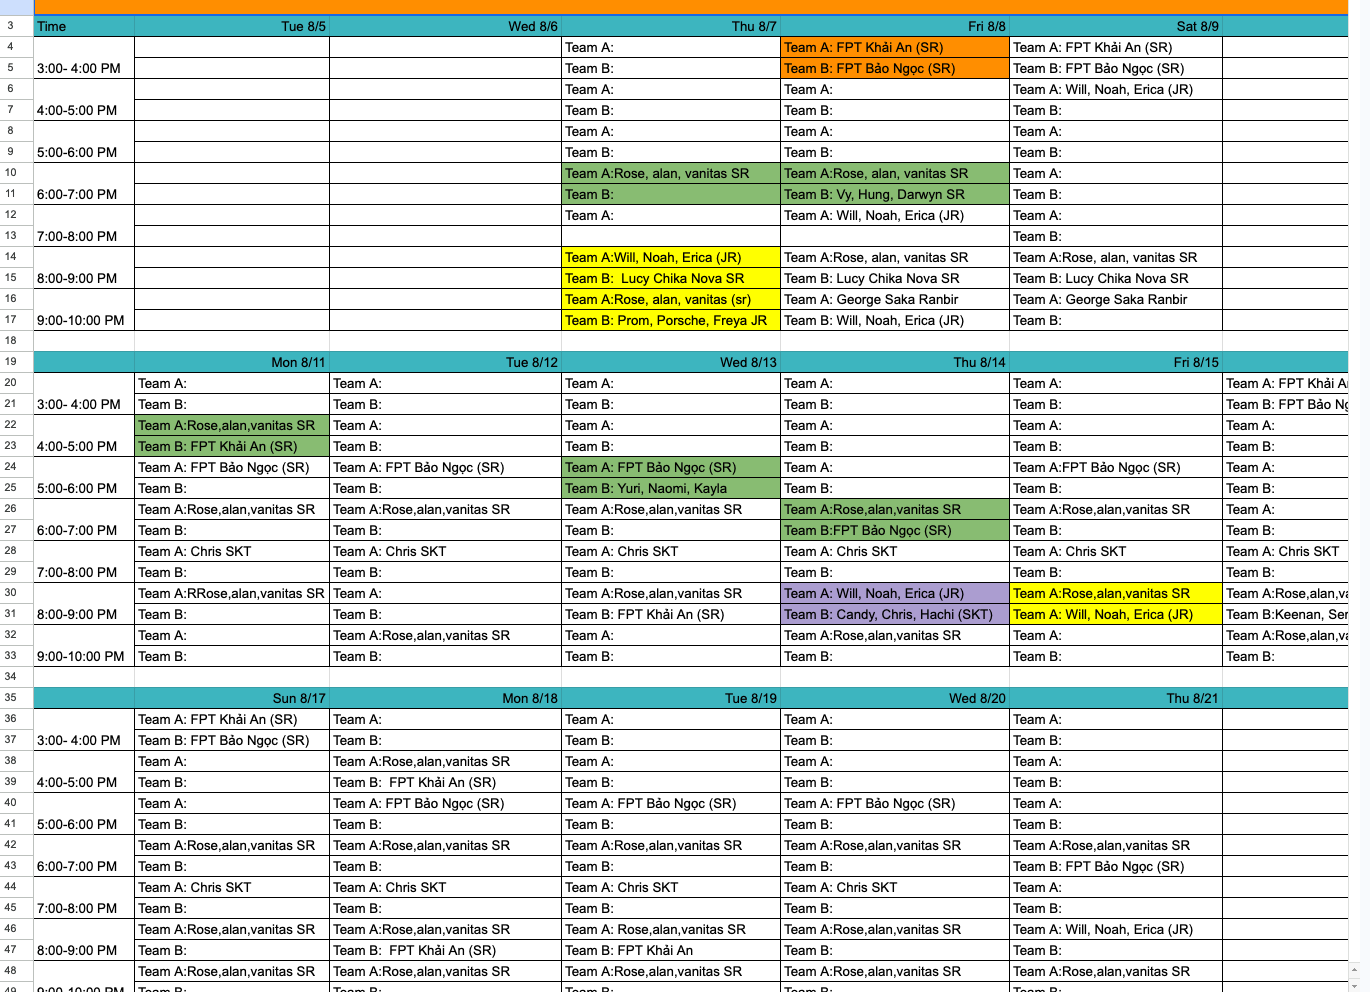 3 Time Tue 8/5 Wed 8/6 Thu 8/7 Fri 8/8 Sat 8/9
4 Team A: Team A: FPT Khải An (SR) Team A: FPT Khải An (SR)
5 3:00- 4:00 PM Team B: Team B: FPT Bảo Ngọc (SR) Team B: FPT Bảo Ngọc (SR)
6 Team A: Team A: Team A: Will, Noah, Erica (JR)
7 4:00-5:00 PM Team B: Team B: Team B:
8 Team A: Team A: Team A:
9 5:00-6:00 PM Team B: Team B: Team B:
10 Team A:Rose, alan, vanitas SR Team A:Rose, alan, vanitas SR Team A:
11 6:00-7:00 PM Team B: Team B: Vy, Hung, Darwyn SR Team B:
12 Team A: Team A: Will, Noah, Erica (JR) Team A:
13 7:00-8:00 PM Team B:
14 Team A:Will, Noah, Erica (JR) Team A:Rose, alan, vanitas SR Team A:Rose, alan, vanitas SR
15 8:00-9:00 PM Team B:  Lucy Chika Nova SR Team B: Lucy Chika Nova SR Team B: Lucy Chika Nova SR
16 Team A:Rose, alan, vanitas (sr) Team A: George Saka Ranbir Team A: George Saka Ranbir
17 9:00-10:00 PM Team B: Prom, Porsche, Freya JR Team B: Will, Noah, Erica (JR) Team B:
18
19 Mon 8/11 Tue 8/12 Wed 8/13 Thu 8/14 Fri 8/15
20 Team A: Team A: Team A: Team A: Team A: Team A: FPT Khải
21 3:00- 4:00 PM Team B: Team B: Team B: Team B: Team B: Team B: FPT Bảo
22 Team A:Rose,alan,vanitas SR Team A: Team A: Team A: Team A: Team A:
23 4:00-5:00 PM Team B: FPT Khải An (SR) Team B: Team B: Team B: Team B: Team B:
24 Team A: FPT Bảo Ngọc (SR) Team A: FPT Bảo Ngọc (SR) Team A: FPT Bảo Ngọc (SR) Team A: Team A:FPT Bảo Ngọc (SR) Team A:
25 5:00-6:00 PM Team B: Team B: Team B: Yuri, Naomi, Kayla Team B: Team B: Team B:
26 Team A:Rose,alan,vanitas SR Team A:Rose,alan,vanitas SR Team A:Rose,alan,vanitas SR Team A:Rose,alan,vanitas SR Team A:Rose,alan,vanitas SR Team A:
27 6:00-7:00 PM Team B: Team B: Team B: Team B:FPT Bảo Ngọc (SR) Team B: Team B:
28 Team A: Chris SKT Team A: Chris SKT Team A: Chris SKT Team A: Chris SKT Team A: Chris SKT Team A: Chris SKT
29 7:00-8:00 PM Team B: Team B: Team B: Team B: Team B: Team B:
30 Team A:RRose,alan,vanitas SR Team A: Team A:Rose,alan,vanitas SR Team A: Will, Noah, Erica (JR) Team A:Rose,alan,vanitas SR Team A:Rose,alan,
31 8:00-9:00 PM Team B: Team B: Team B: FPT Khải An (SR) Team B: Candy, Chris, Hachi (SKT) Team A: Will, Noah, Erica (JR) Team B:Keenan,
32 Team A: Team A:Rose,alan,vanitas SR Team A: Team A:Rose,alan,vanitas SR Team A: Team A:Rose,alan,
33 9:00-10:00 PM Team B: Team B: Team B: Team B: Team B: Team B:
34
35 Sun 8/17 Mon 8/18 Tue 8/19 Wed 8/20 Thu 8/21
36 Team A: FPT Khải An (SR) Team A: Team A: Team A: Team A:
37 3:00- 4:00 PM Team B: FPT Bảo Ngọc (SR) Team B: Team B: Team B: Team B:
38 Team A: Team A:Rose,alan,vanitas SR Team A: Team A: Team A:
39 4:00-5:00 PM Team B: Team B:  FPT Khải An (SR) Team B: Team B: Team B:
40 Team A: Team A: FPT Bảo Ngọc (SR) Team A: FPT Bảo Ngọc (SR) Team A: FPT Bảo Ngọc (SR) Team A:
41 5:00-6:00 PM Team B: Team B: Team B: Team B: Team B:
42 Team A:Rose,alan,vanitas SR Team A:Rose,alan,vanitas SR Team A:Rose,alan,vanitas SR Team A:Rose,alan,vanitas SR Team A:Rose,alan,vanitas SR
43 6:00-7:00 PM Team B: Team B: Team B: Team B: Team B: FPT Bảo Ngọc (SR)
44 Team A: Chris SKT Team A: Chris SKT Team A: Chris SKT Team A: Chris SKT Team A:
45 7:00-8:00 PM Team B: Team B: Team B: Team B: Team B:
46 Team A:Rose,alan,vanitas SR Team A:Rose,alan,vanitas SR Team A: Rose,alan,vanitas SR Team A:Rose,alan,vanitas SR Team A: Will, Noah, Erica (JR)
47 8:00-9:00 PM Team B: Team B:  FPT Khải An (SR) Team B: FPT Khải An Team B: Team B:
48 Team A:Rose,alan,vanitas SR Team A:Rose,alan,vanitas SR Team A:Rose,alan,vanitas SR Team A:Rose,alan,vanitas SR Team A:Rose,alan,vanitas SR
49 9:00-10:00 PM Team B: Team B: Team B: Team B: Team B: